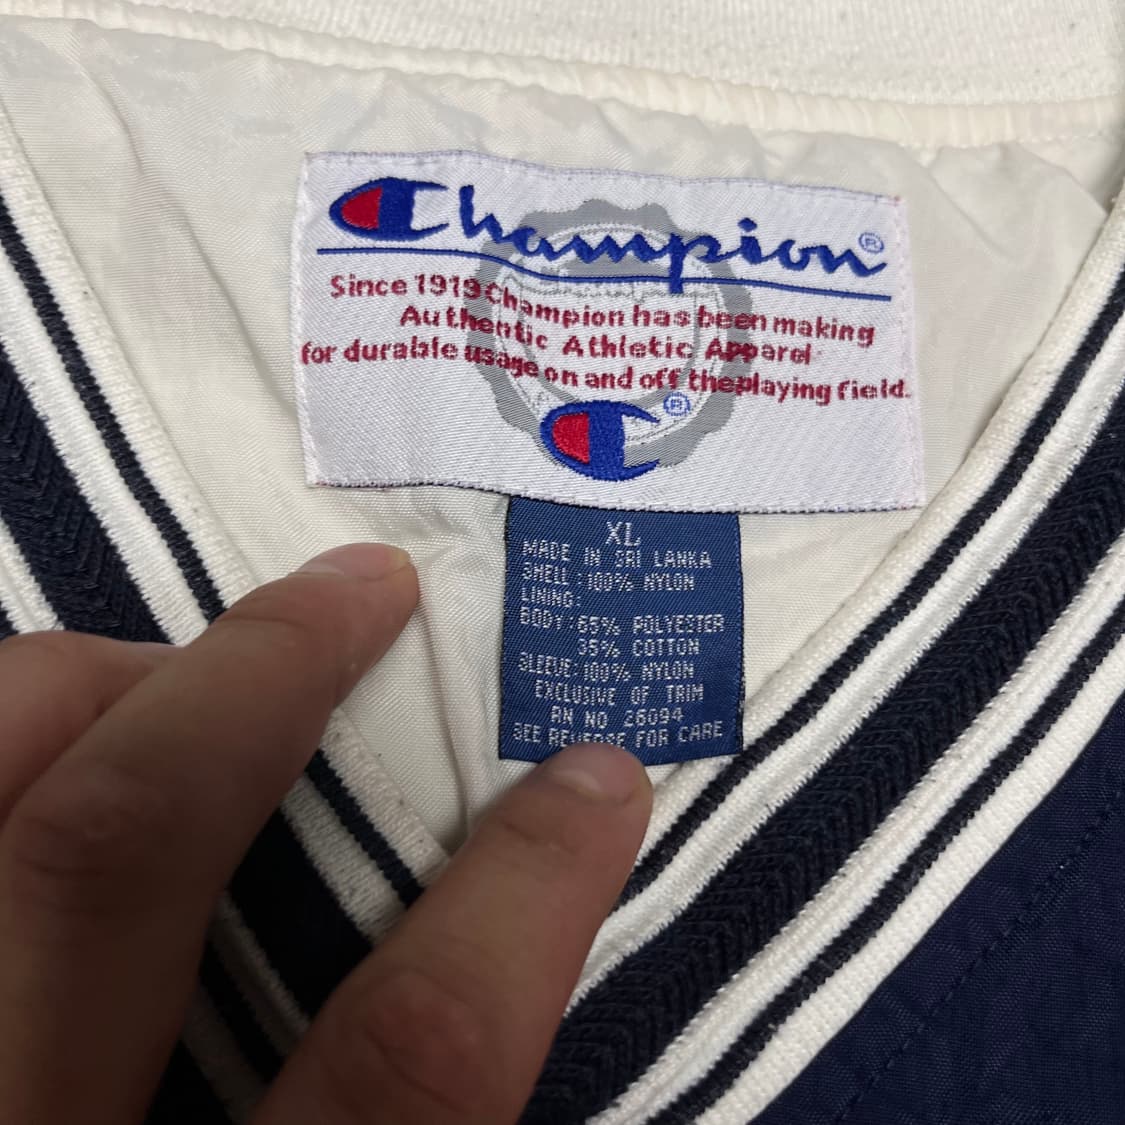 Champion®
Since 1919 Champion has been making
Authentic Athletic Apparel
for durable usage on and off the playing field.
®
XL
MADE IN SRI LANKA
SHELL : 100% NYLON
LINING:
BODY : 65% POLYESTER
35% COTTON
SLEEVE: 100% NYLON
EXCLUSIVE OF TRIM
RN NO 26094
SEE REVERSE FOR CARE